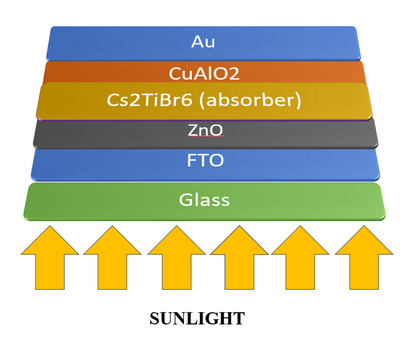 Au
CuAlO2
Cs2TiBr6 (absorber)
ZnO
FTO
Glass
SUNLIGHT